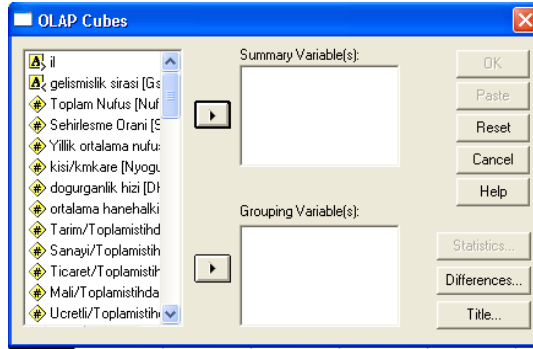 OLAP Cubes
il
gelismislik sirasi [Gs
Toplam Nufus [Nuf
Sehirlesme Orani [S
Yillik ortalama nufu
kisi/kmkare [Nyogu
dogurganlik hizi [DH
ortalama hanehalki
Tarim/Toplamistihd
Sanayi/Toplamistih
Ticaret/Toplamistih
Mali/Toplamistihda
Ucretli/Toplamistih
Summary Variable(s):
Grouping Variable(s):
OK
Paste
Reset
Cancel
Help
Statistics...
Differences...
Title...